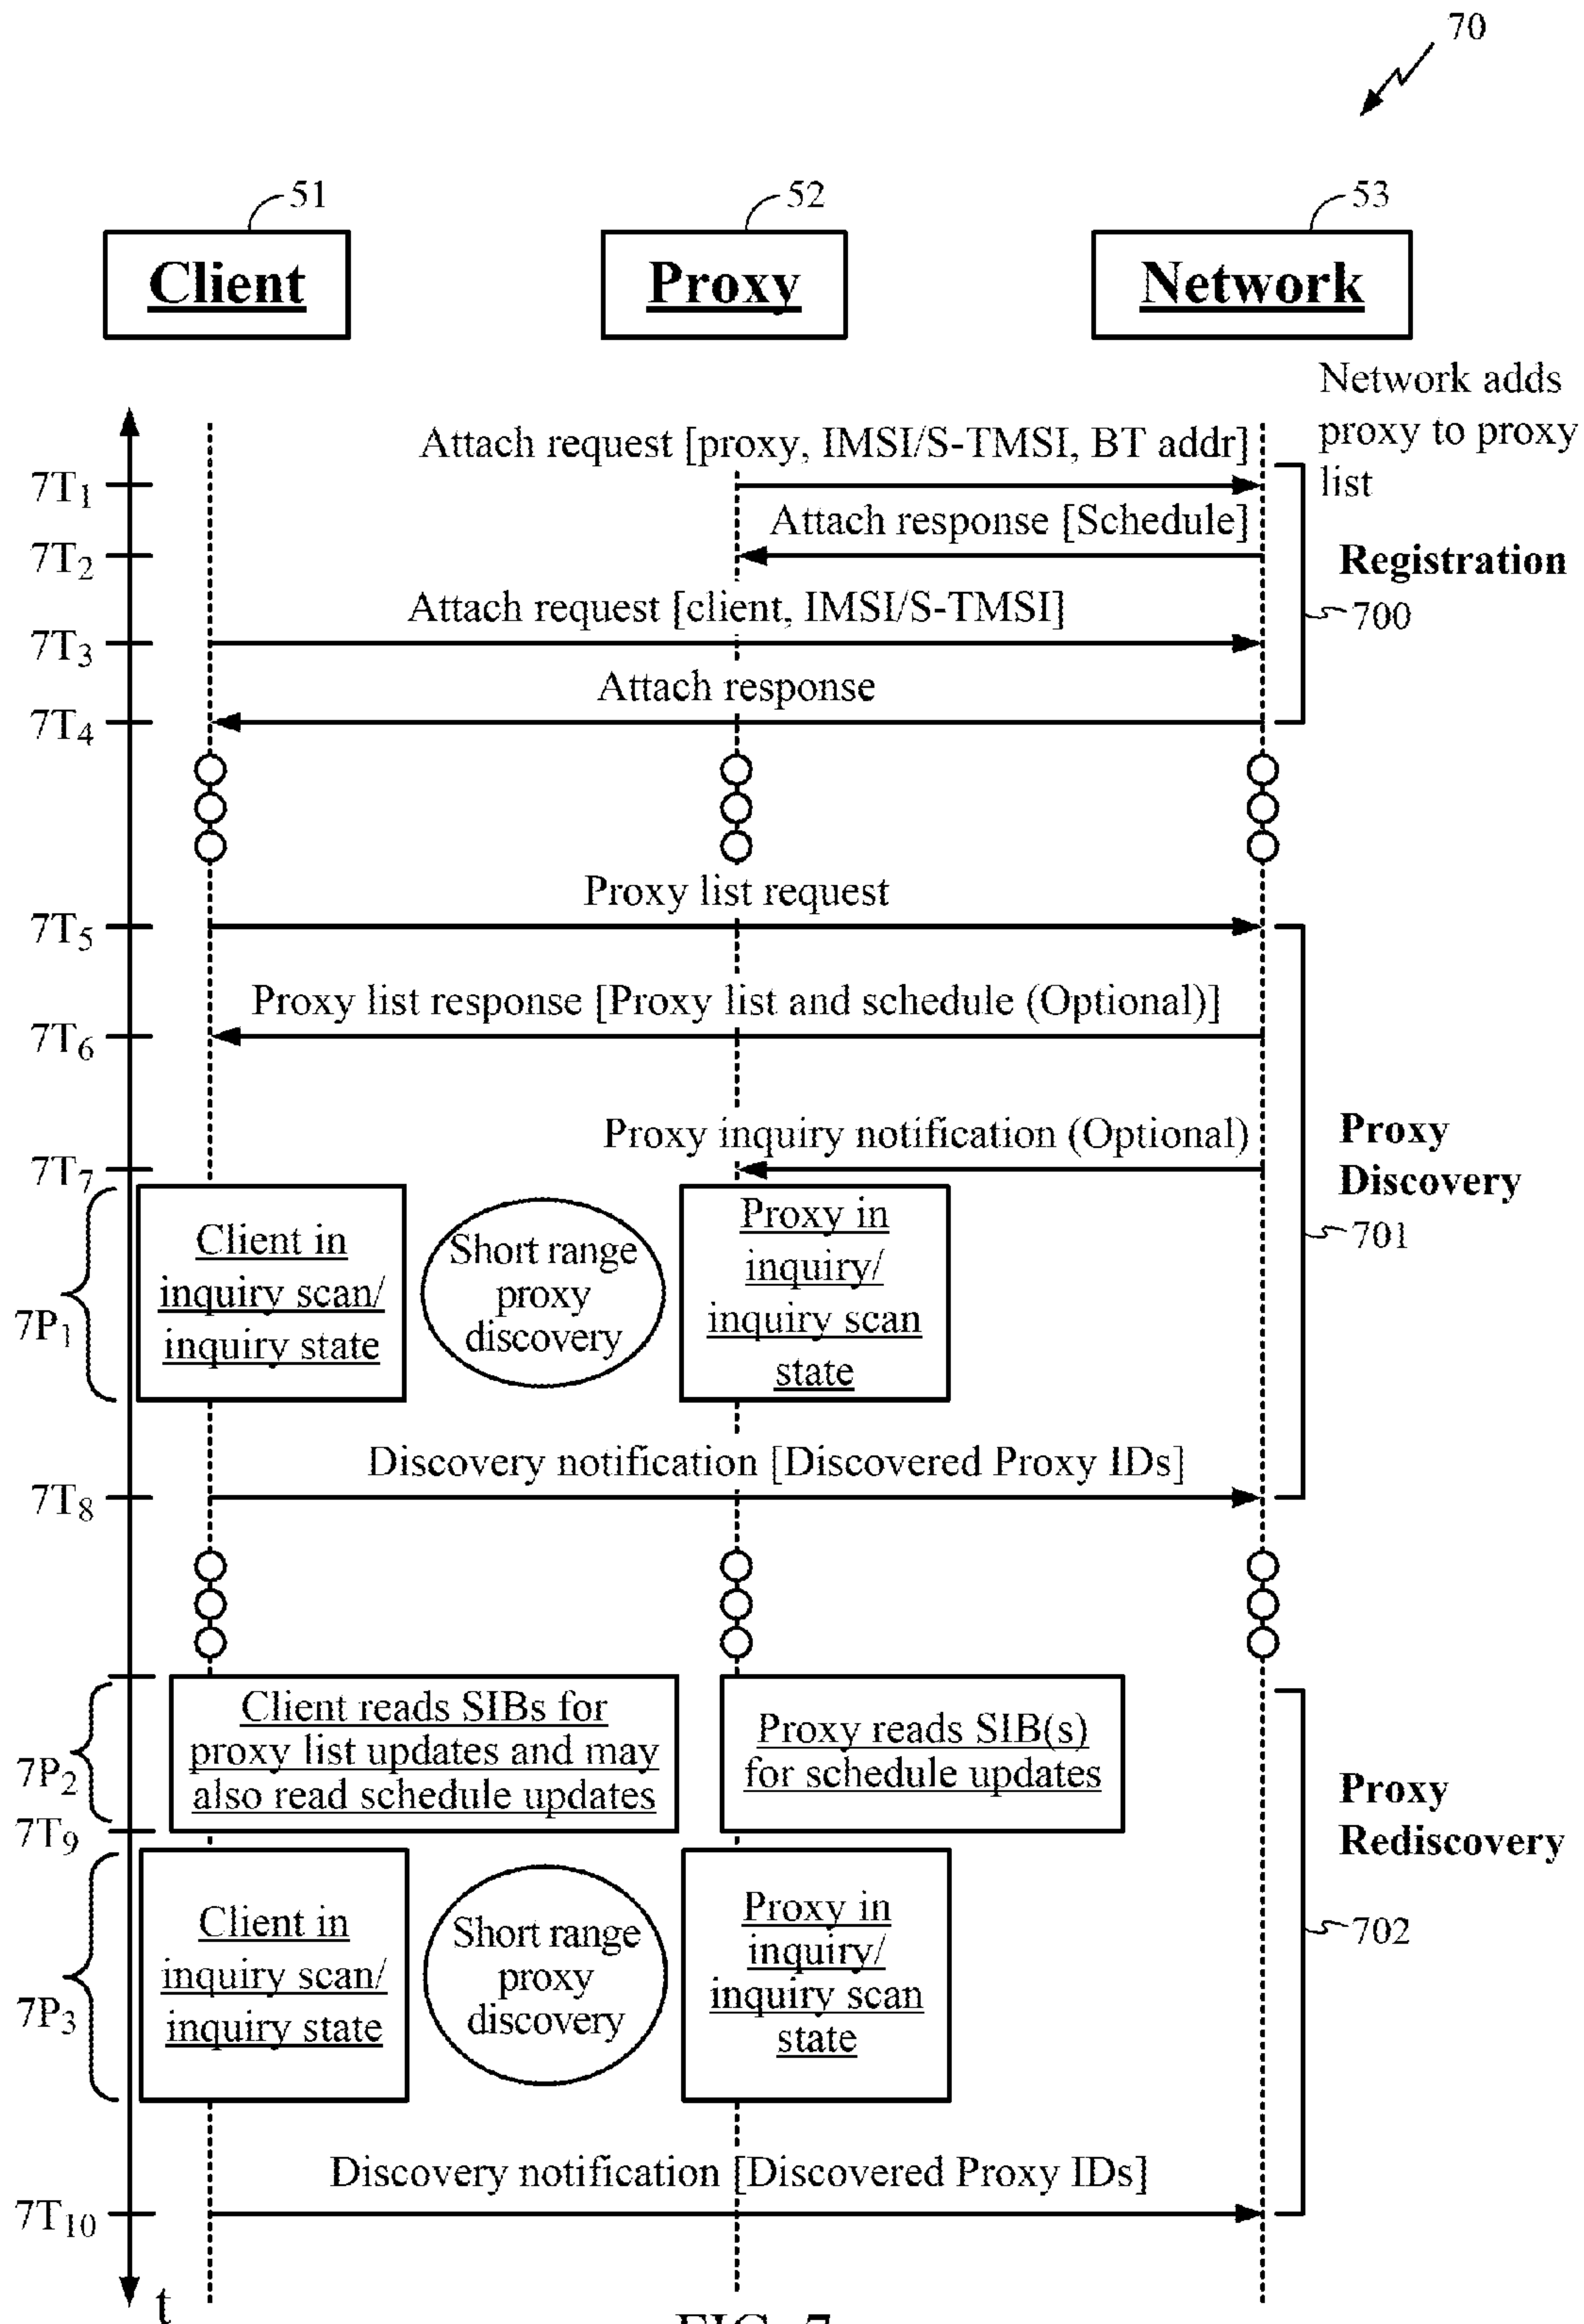 70
51
52
53
Client
Proxy
Network
Network adds
proxy to proxy
list
Attach request [proxy, IMSI/S-TMSI, BT addr]
7T1
Attach response [Schedule]
7T2
Registration
Attach request [client, IMSI/S-TMSI]
700
7T3
Attach response
7T4
Proxy list request
7T5
Proxy list response [Proxy list and schedule (Optional)]
7T6
Proxy inquiry notification (Optional)
7T7
Proxy
Discovery
701
7P1
Client in
inquiry scan/
inquiry state
Short range
proxy
discovery
Proxy in
inquiry/
inquiry scan
state
Discovery notification [Discovered Proxy IDs]
7T8
7P2
Client reads SIBs for
proxy list updates and may
also read schedule updates
Proxy reads SIB(s)
for schedule updates
Proxy
Rediscovery
7T9
702
7P3
Client in
inquiry scan/
inquiry state
Short range
proxy
discovery
Proxy in
inquiry/
inquiry scan
state
Discovery notification [Discovered Proxy IDs]
7T10
t
FIG. 7